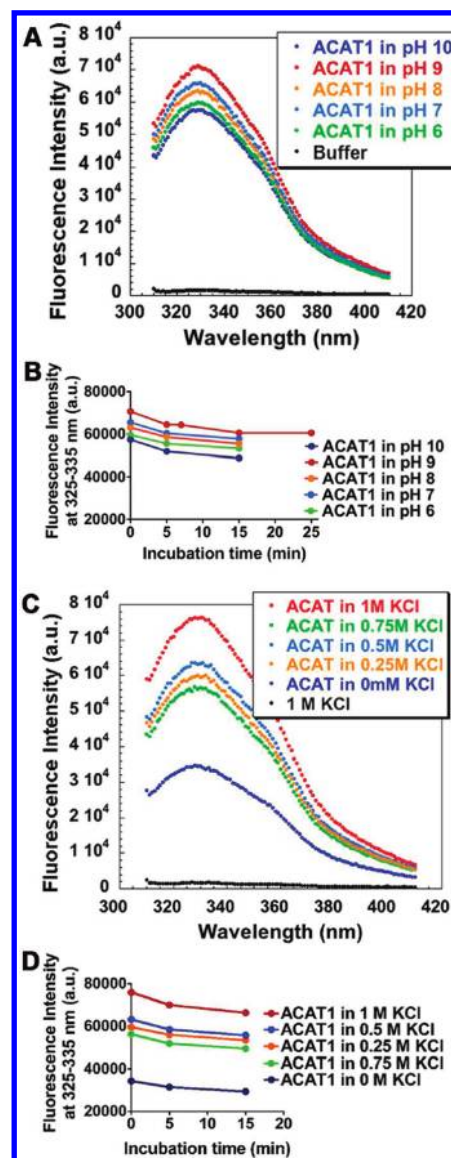 A
Fluorescence Intensity (a.u.)
8 10⁴
7 10⁴
6 10⁴
5 10⁴
4 10⁴
3 10⁴
2 10⁴
1 10⁴
0
300 320 340 360 380 400 420
Wavelength (nm)
ACAT1 in pH 10
ACAT1 in pH 9
ACAT1 in pH 8
ACAT1 in pH 7
ACAT1 in pH 6
Buffer
B
Fluorescence Intensity
at 325-335 nm (a.u.)
80000
60000
40000
20000
0 5 10 15 20 25
Incubation time (min)
ACAT1 in pH 10
ACAT1 in pH 9
ACAT1 in pH 8
ACAT1 in pH 7
ACAT1 in pH 6
C
Fluorescence Intensity (a.u.)
8 10⁴
7 10⁴
6 10⁴
5 10⁴
4 10⁴
3 10⁴
2 10⁴
1 10⁴
0
300 320 340 360 380 400 420
Wavelength (nm)
ACAT in 1M KCl
ACAT in 0.75M KCl
ACAT in 0.5M KCl
ACAT in 0.25M KCl
ACAT in 0mM KCl
1 M KCl
D
Fluorescence Intensity
at 325-335 nm (a.u.)
80000
60000
40000
20000
0 5 10 15 20
Incubation time (min)
ACAT1 in 1 M KCl
ACAT1 in 0.5 M KCl
ACAT1 in 0.25 M KCl
ACAT1 in 0.75 M KCl
ACAT1 in 0 M KCl